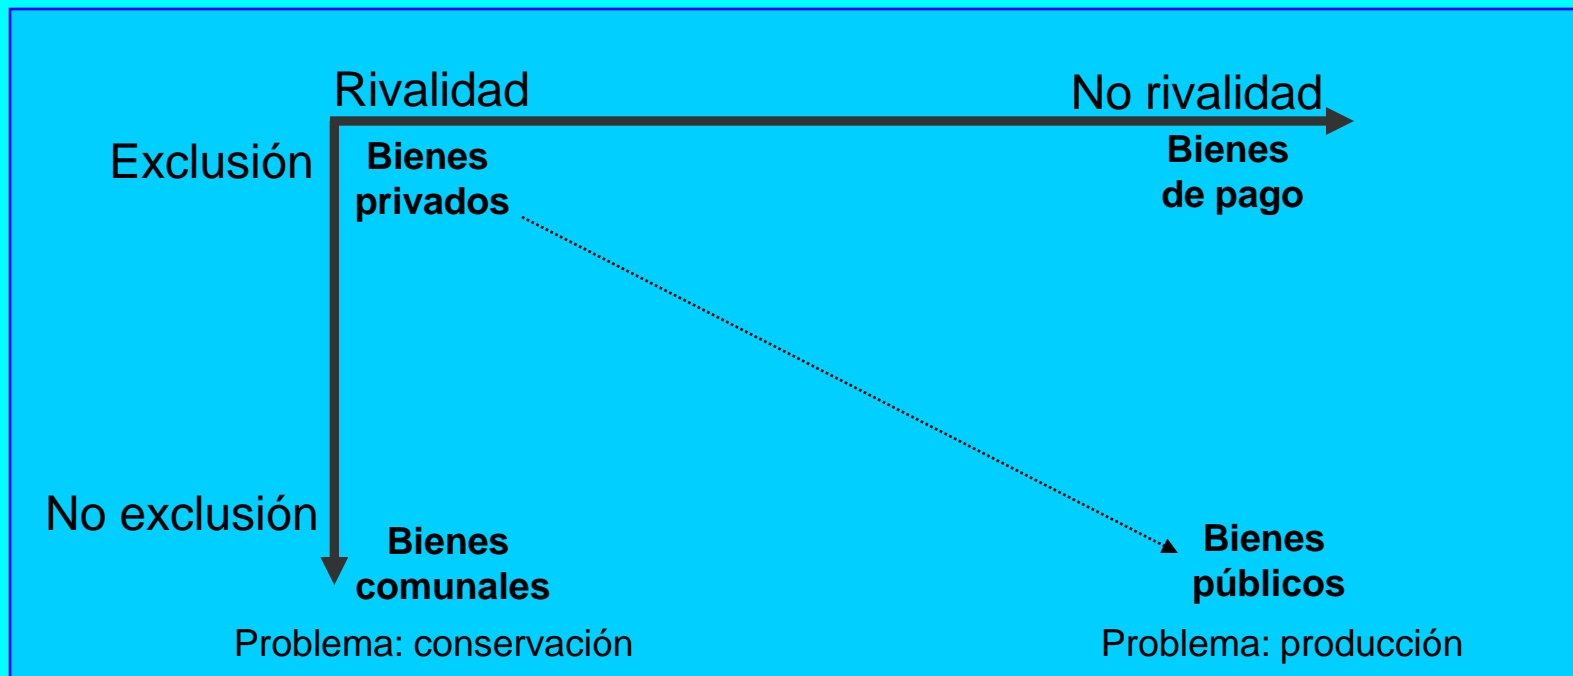 Rivalidad
No rivalidad
Exclusión
Bienes
privados
Bienes
de pago
No exclusión
Bienes
comunales
Bienes
públicos
Problema: conservación
Problema: producción